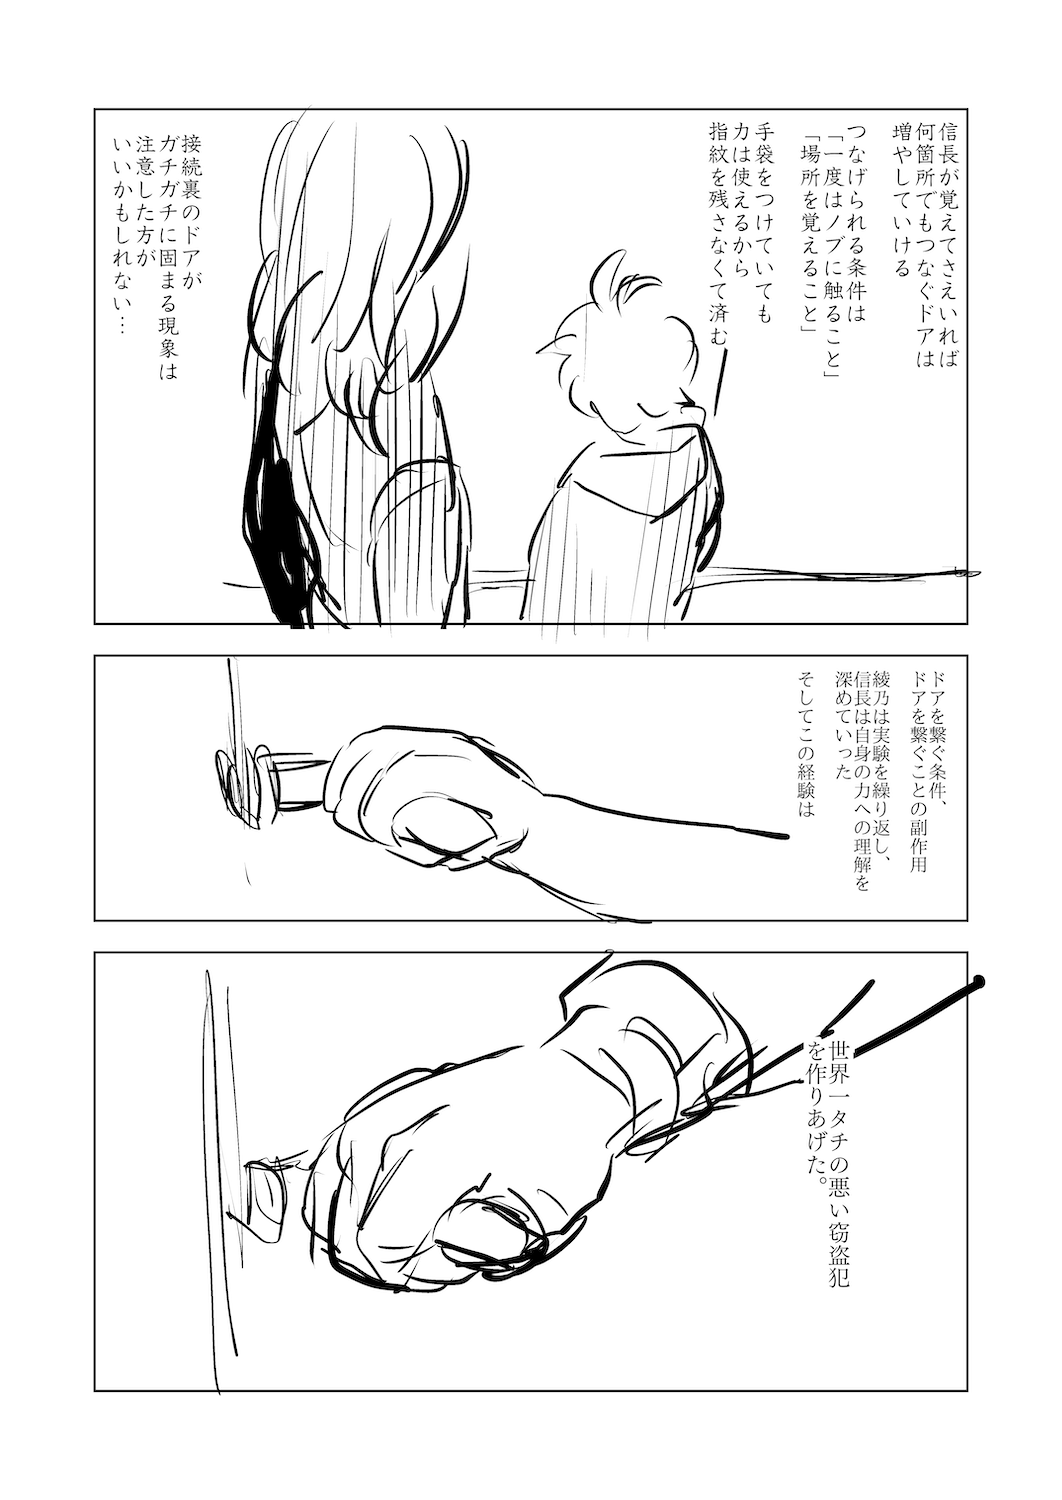 信長が覚えてさえいれば
何箇所でもつなぐドアは
増やしていける
つなげられる条件は
「一度はノブに触ること」
「場所を覚えること」
手袋をつけていても
力は使えるから
指紋を残さなくて済む
接続裏のドアが
ガチガチに固まる現象は
注意した方が
いいかもしれない…
ドアを繋ぐ条件、
ドアを繋ぐことの副作用
綾乃は実験を繰り返し、
信長は自身の力への理解を
深めていった
そしてこの経験は
世界一タチの悪い窃盗犯
を作りあげた。